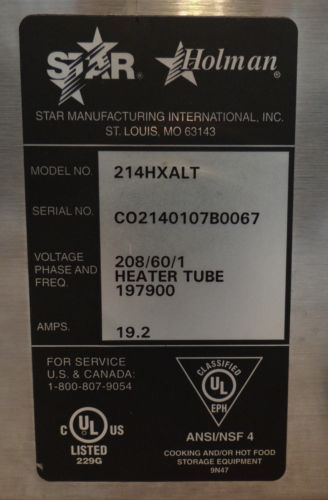 STAR® Holman®
STAR MANUFACTURING INTERNATIONAL, INC.
ST. LOUIS, MO 63143
MODEL NO. 214HXALT
SERIAL NO. CO2140107B0067
VOLTAGE 208/60/1
PHASE AND HEATER TUBE
FREQ. 197900
AMPS. 19.2
FOR SERVICE
U.S. & CANADA:
1-800-807-9054
CLASSIFIED
UL
EPH
C UL US
LISTED
229G
ANSI/NSF 4
COOKING AND/OR HOT FOOD
STORAGE EQUIPMENT
9N47